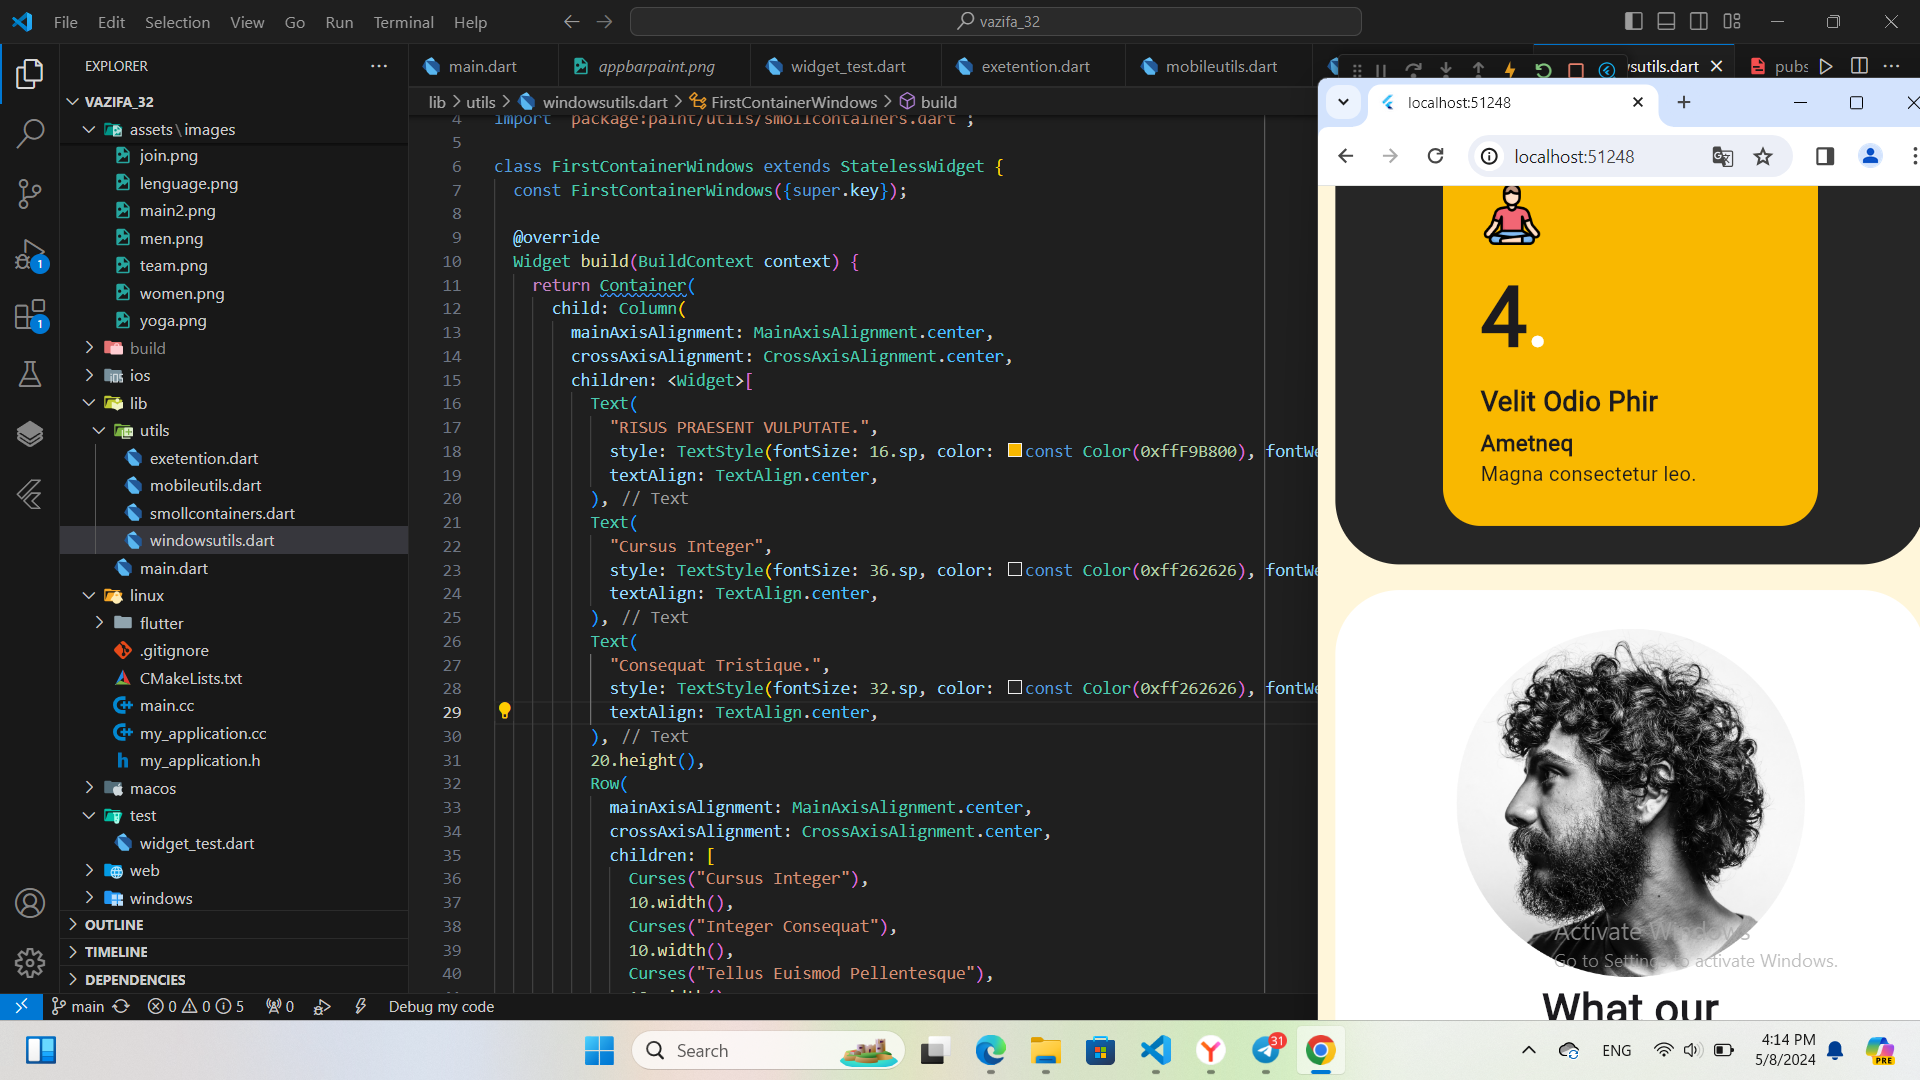 File Edit Selection View Go Run Terminal Help
vazifa_32
EXPLORER
VAZIFA_32
assets \ images
join.png
lenguage.png
main2.png
men.png
team.png
women.png
yoga.png
build
ios
lib
utils
exetention.dart
mobileutils.dart
smollcontainers.dart
windowsutils.dart
main.dart
linux
flutter
.gitignore
CMakeLists.txt
main.cc
my_application.cc
my_application.h
macos
test
widget_test.dart
web
windows
OUTLINE
TIMELINE
DEPENDENCIES
1
1
main.dart appbarpaint.png widget_test.dart exetention.dart mobileutils.dart sutils.dart pubs
lib > utils > windowsutils.dart > FirstContainerWindows > build
4 import 'package:paint/utils/smollcontainers.dart';
5
6 class FirstContainerWindows extends StatelessWidget {
7 const FirstContainerWindows({super.key});
8
9 @override
10 Widget build(BuildContext context) {
11 return Container(
12 child: Column(
13 mainAxisAlignment: MainAxisAlignment.center,
14 crossAxisAlignment: CrossAxisAlignment.center,
15 children: <Widget>[
16 Text(
17 "RISUS PRAESENT VULPUTATE.",
18 style: TextStyle(fontSize: 16.sp, color: const Color(0xffF9B800), fontWe
19 textAlign: TextAlign.center,
20 ), // Text
21 Text(
22 "Cursus Integer",
23 style: TextStyle(fontSize: 36.sp, color: const Color(0xff262626), fontWe
24 textAlign: TextAlign.center,
25 ), // Text
26 Text(
27 "Consequat Tristique.",
28 style: TextStyle(fontSize: 32.sp, color: const Color(0xff262626), fontWe
29 textAlign: TextAlign.center,
30 ), // Text
31 20.height(),
32 Row(
33 mainAxisAlignment: MainAxisAlignment.center,
34 crossAxisAlignment: CrossAxisAlignment.center,
35 children: [
36 Curses("Cursus Integer"),
37 10.width(),
38 Curses("Integer Consequat"),
39 10.width(),
40 Curses("Tellus Euismod Pellentesque"),
localhost:51248
localhost:51248
4.
Velit Odio Phir
Ametneq
Magna consectetur leo.
What our
Activate Windows
Go to Settings to activate Windows.
main 0 0 5 0 Debug my code
Search
31
ENG
4:14 PM
5/8/2024
PRE